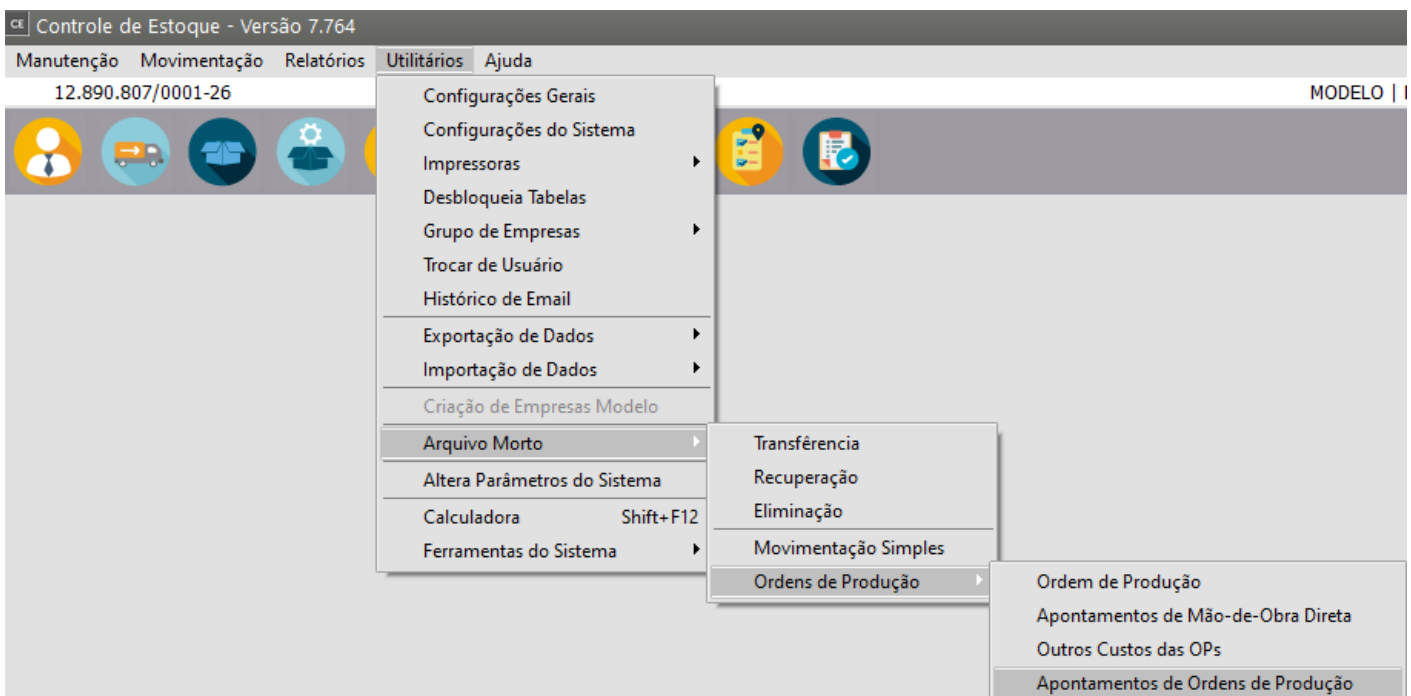 CE Controle de Estoque - Versão 7.764
Manutenção Movimentação Relatórios Utilitários Ajuda
12.890.807/0001-26 MODELO |
Configurações Gerais
Configurações do Sistema
Impressoras
Desbloqueia Tabelas
Grupo de Empresas
Trocar de Usuário
Histórico de Email
Exportação de Dados
Importação de Dados
Criação de Empresas Modelo
Arquivo Morto
Altera Parâmetros do Sistema
Calculadora Shift+F12
Ferramentas do Sistema
Transfêrencia
Recuperação
Eliminação
Movimentação Simples
Ordens de Produção
Ordem de Produção
Apontamentos de Mão-de-Obra Direta
Outros Custos das OPs
Apontamentos de Ordens de Produção